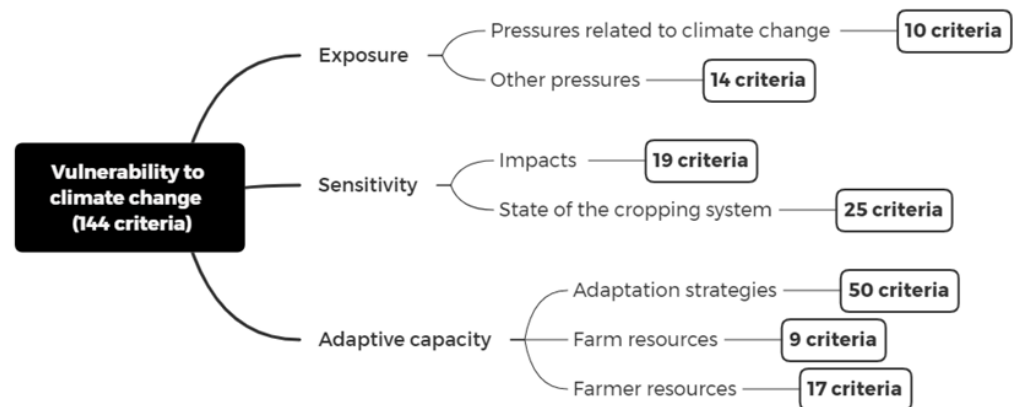 Vulnerability to
climate change
(144 criteria)
Exposure
Pressures related to climate change
10 criteria
Other pressures
14 criteria
Sensitivity
Impacts
19 criteria
State of the cropping system
25 criteria
Adaptive capacity
Adaptation strategies
50 criteria
Farm resources
9 criteria
Farmer resources
17 criteria